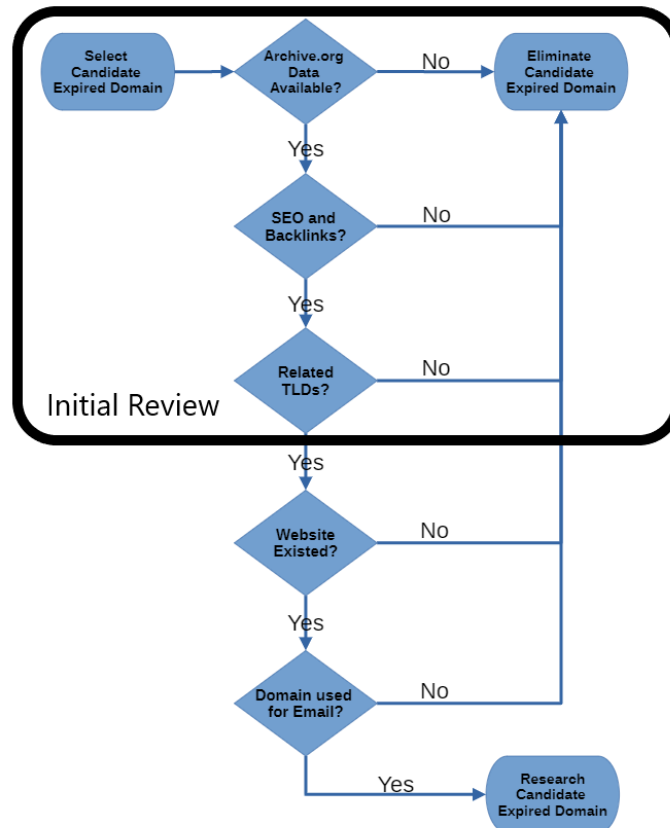 Select
Candidate
Expired Domain
Archive.org
Data
Available?
No
Eliminate
Candidate
Expired Domain
Yes
SEO and
Backlinks?
No
Yes
Related
TLDs?
No
Initial Review
Yes
Website
Existed?
No
Yes
Domain used
for Email?
No
Yes
Research
Candidate
Expired Domain